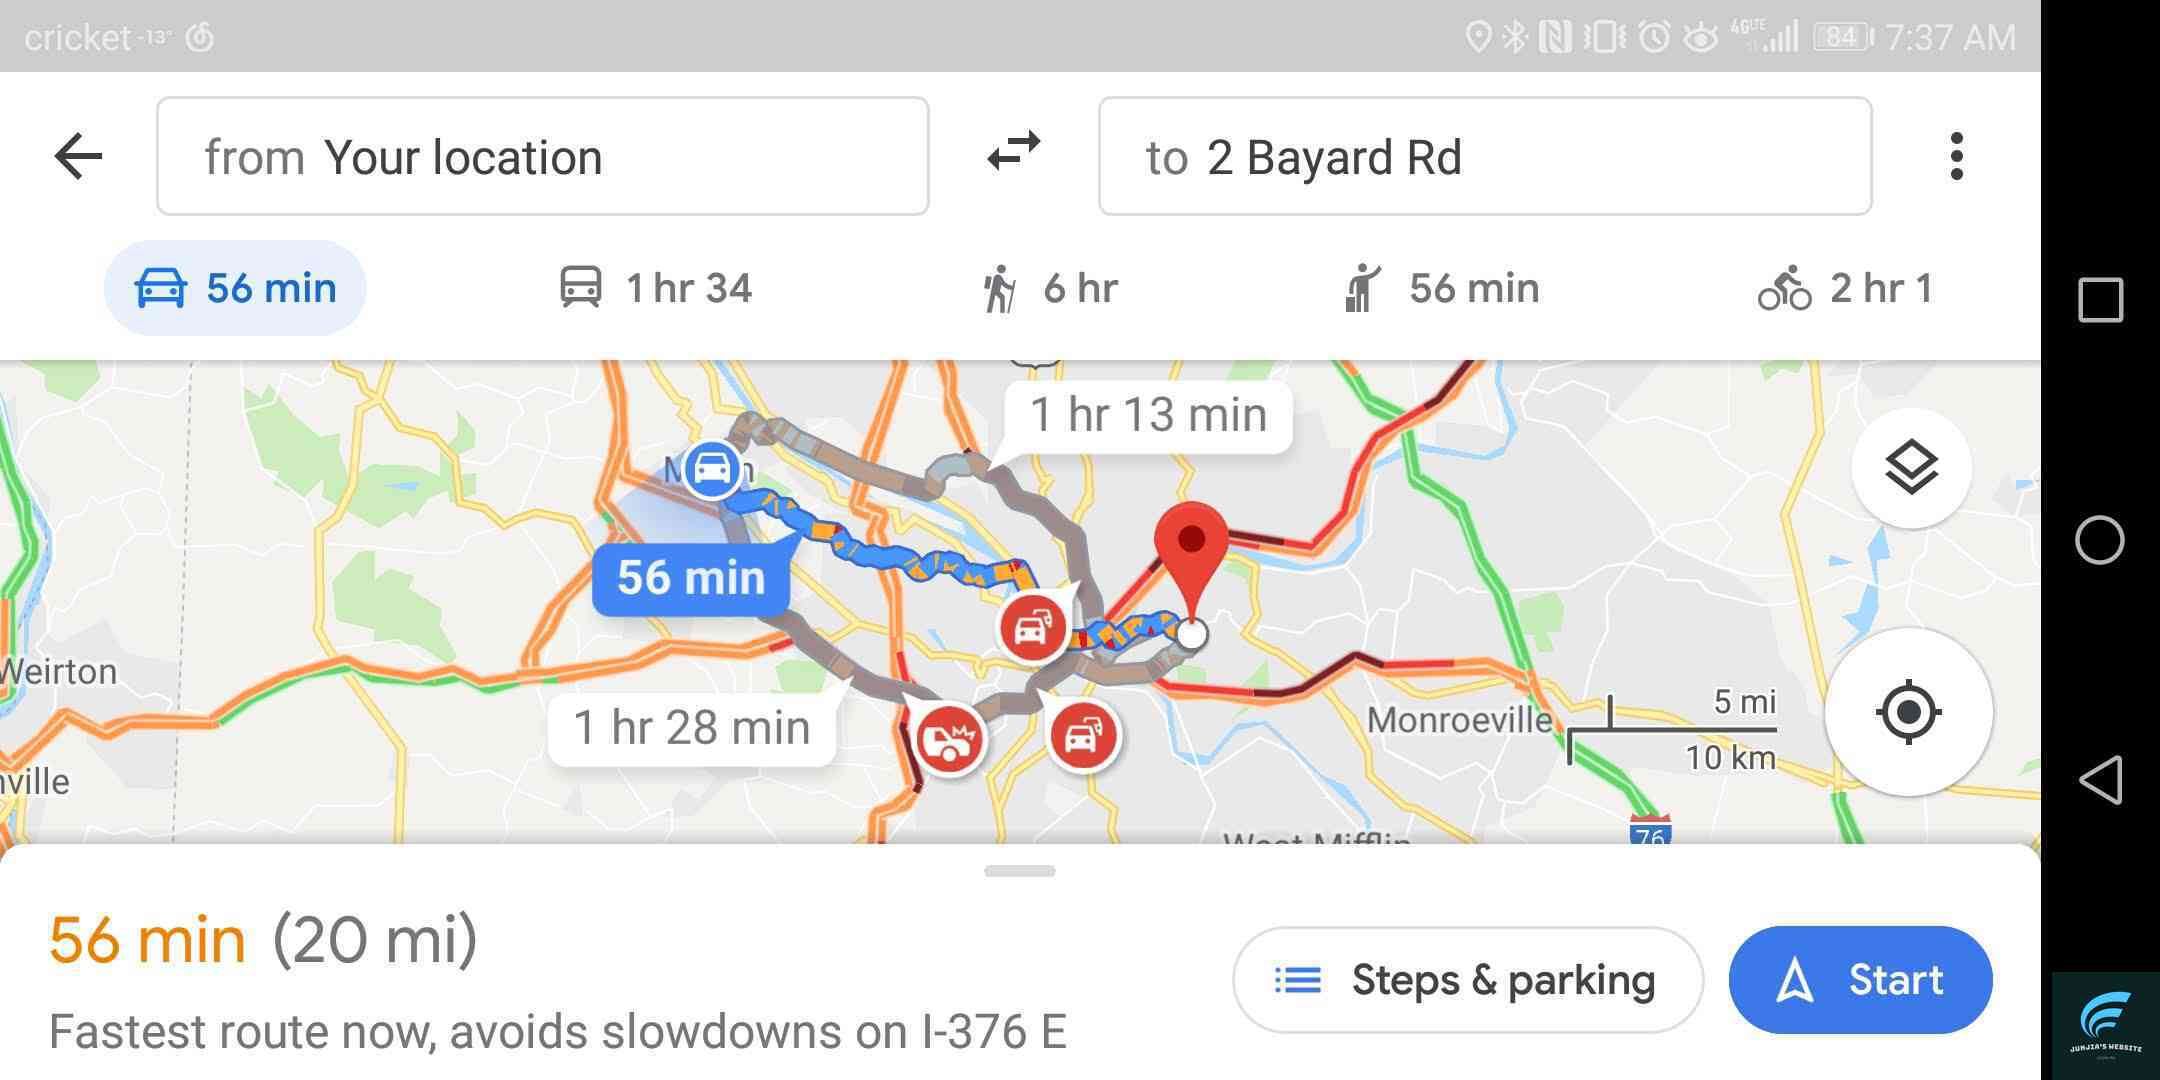 cricket -13°
4G LTE 84 7:37 AM
from Your location
to 2 Bayard Rd
56 min
1 hr 34
6 hr
56 min
2 hr 1
1 hr 13 min
56 min
Weirton
1 hr 28 min
Monroeville
5 mi
10 km
ville
West Mifflin
76
56 min (20 mi)
Steps & parking
Start
Fastest route now, avoids slowdowns on I-376 E
JUNJIA'S WEBSITE